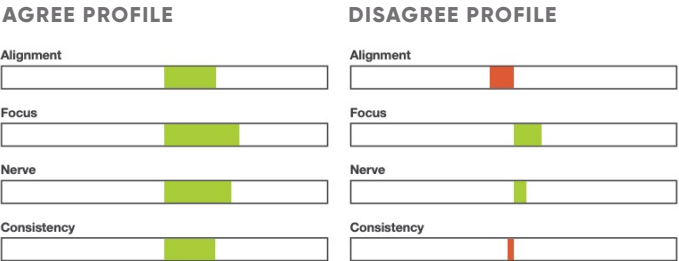 AGREE PROFILE
Alignment
Focus
Nerve
Consistency
DISAGREE PROFILE
Alignment
Focus
Nerve
Consistency